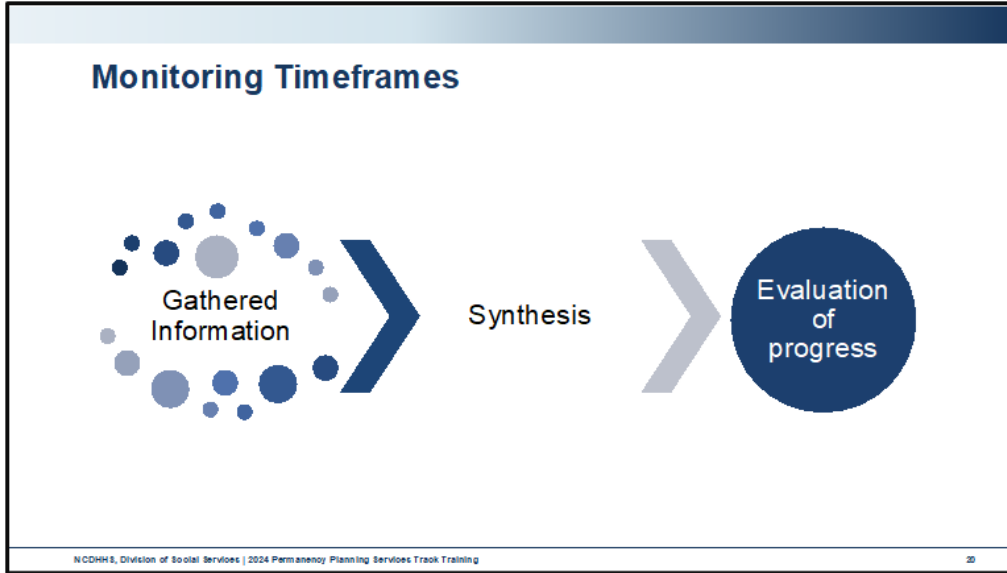 Monitoring Timeframes
Gathered
Information
Synthesis
Evaluation
of
progress
NCDHHS, Division of Social Services | 2024 Permanency Planning Services Track Training
20